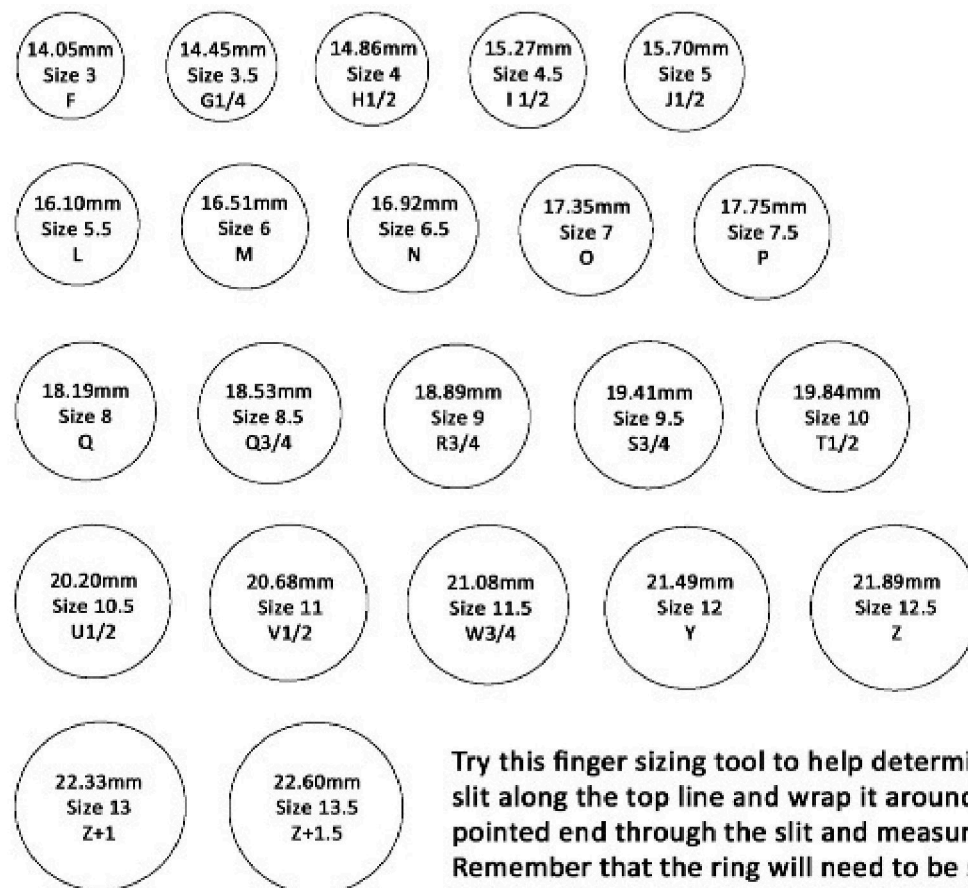 14.05mm
Size 3
F
14.45mm
Size 3.5
G1/4
14.86mm
Size 4
H1/2
15.27mm
Size 4.5
I 1/2
15.70mm
Size 5
J1/2
16.10mm
Size 5.5
L
16.51mm
Size 6
M
16.92mm
Size 6.5
N
17.35mm
Size 7
O
17.75mm
Size 7.5
P
18.19mm
Size 8
Q
18.53mm
Size 8.5
Q3/4
18.89mm
Size 9
R3/4
19.41mm
Size 9.5
S3/4
19.84mm
Size 10
T1/2
20.20mm
Size 10.5
U1/2
20.68mm
Size 11
V1/2
21.08mm
Size 11.5
W3/4
21.49mm
Size 12
Y
21.89mm
Size 12.5
Z
22.33mm
Size 13
Z+1
22.60mm
Size 13.5
Z+1.5
Try this finger sizing tool to help determi
slit along the top line and wrap it around
pointed end through the slit and measur
Remember that the ring will need to be